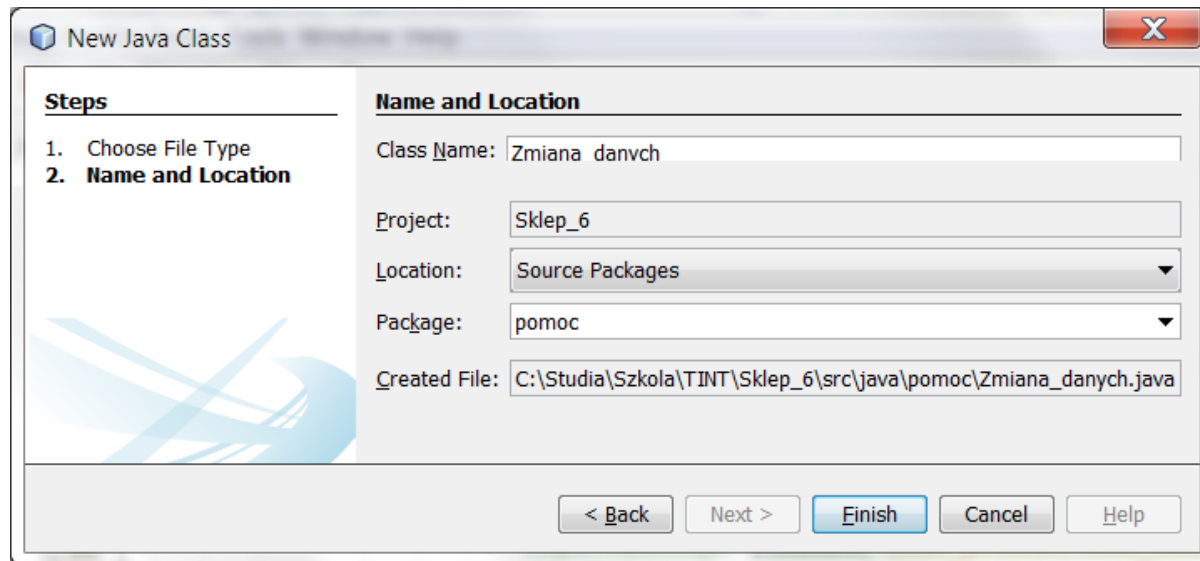 New Java Class
Steps
1. Choose File Type
2. Name and Location
Name and Location
Class Name: Zmiana_danych
Project: Sklep_6
Location: Source Packages
Package: pomoc
Created File: C:\Studia\Szkola\TINT\Sklep_6\src\java\pomoc\Zmiana_danych.java
< Back Next > Finish Cancel Help